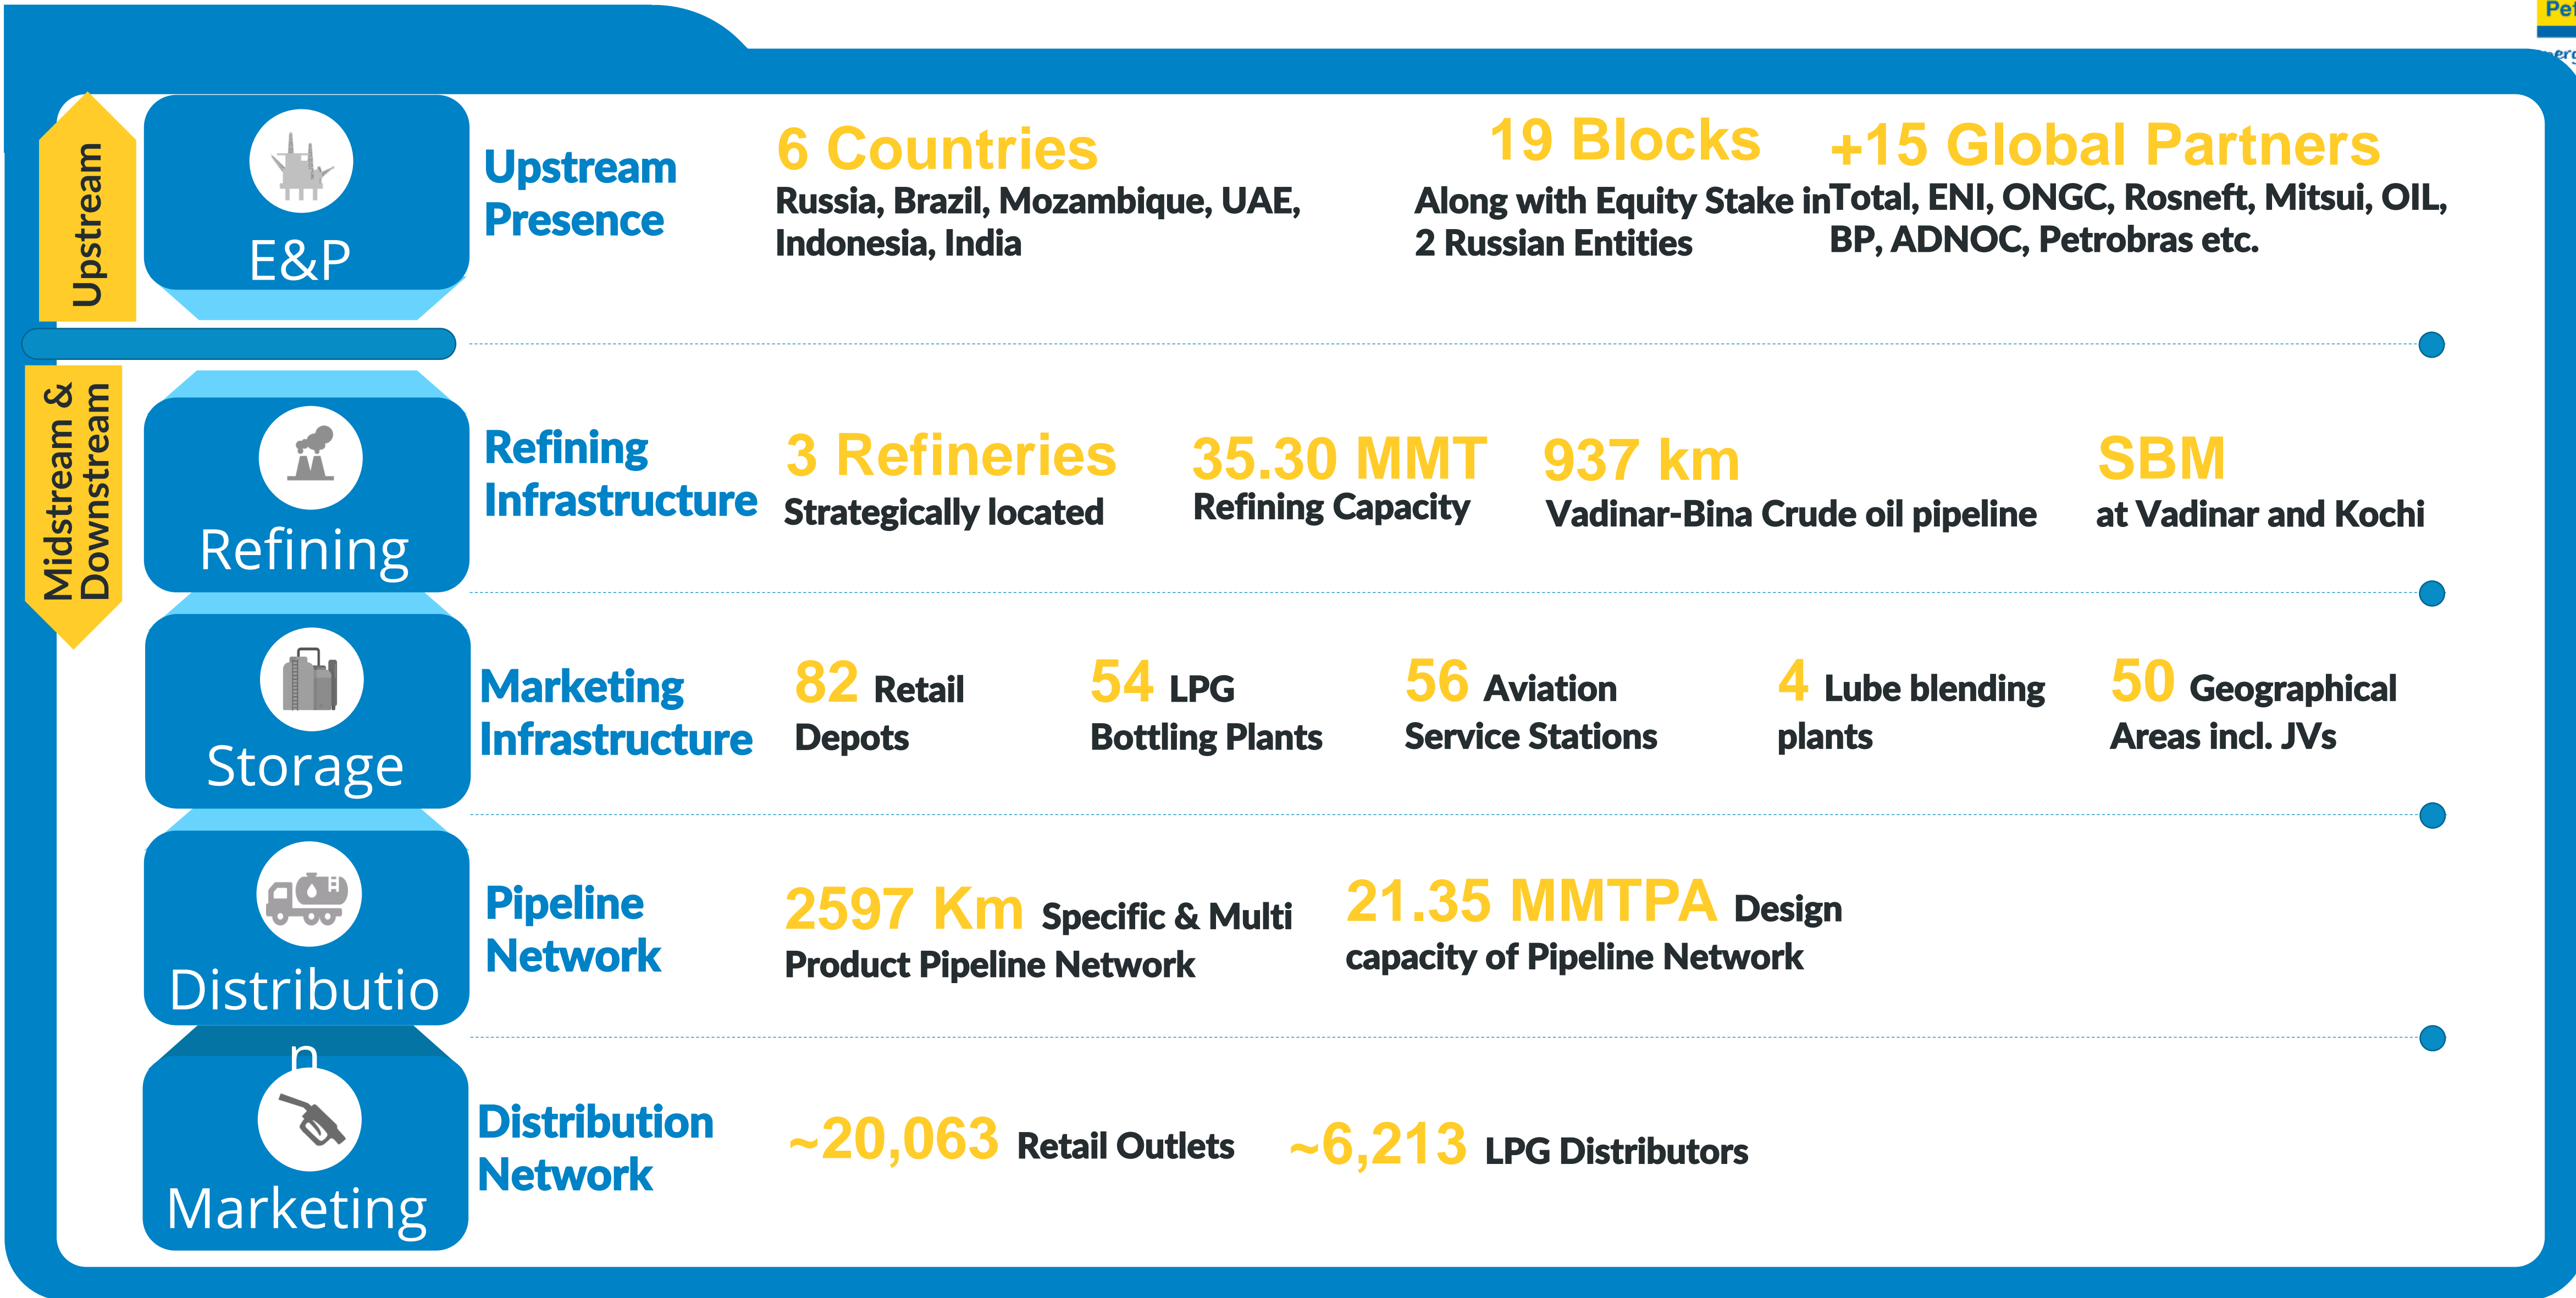 Upstream
E&P
Upstream
Presence
6 Countries
Russia, Brazil, Mozambique, UAE,
Indonesia, India
19 Blocks
Along with Equity Stake in
2 Russian Entities
+15 Global Partners
Total, ENI, ONGC, Rosneft, Mitsui, OIL,
BP, ADNOC, Petrobras etc.
Midstream &
Downstream
Refining
Refining
Infrastructure
3 Refineries
Strategically located
35.30 MMT
Refining Capacity
937 km
Vadinar-Bina Crude oil pipeline
SBM
at Vadinar and Kochi
Storage
Marketing
Infrastructure
82 Retail
Depots
54 LPG
Bottling Plants
56 Aviation
Service Stations
4 Lube blending
plants
50 Geographical
Areas incl. JVs
Distributio
n
Pipeline
Network
2597 Km Specific & Multi
Product Pipeline Network
21.35 MMTPA Design
capacity of Pipeline Network
Marketing
Distribution
Network
~20,063 Retail Outlets
~6,213 LPG Distributors